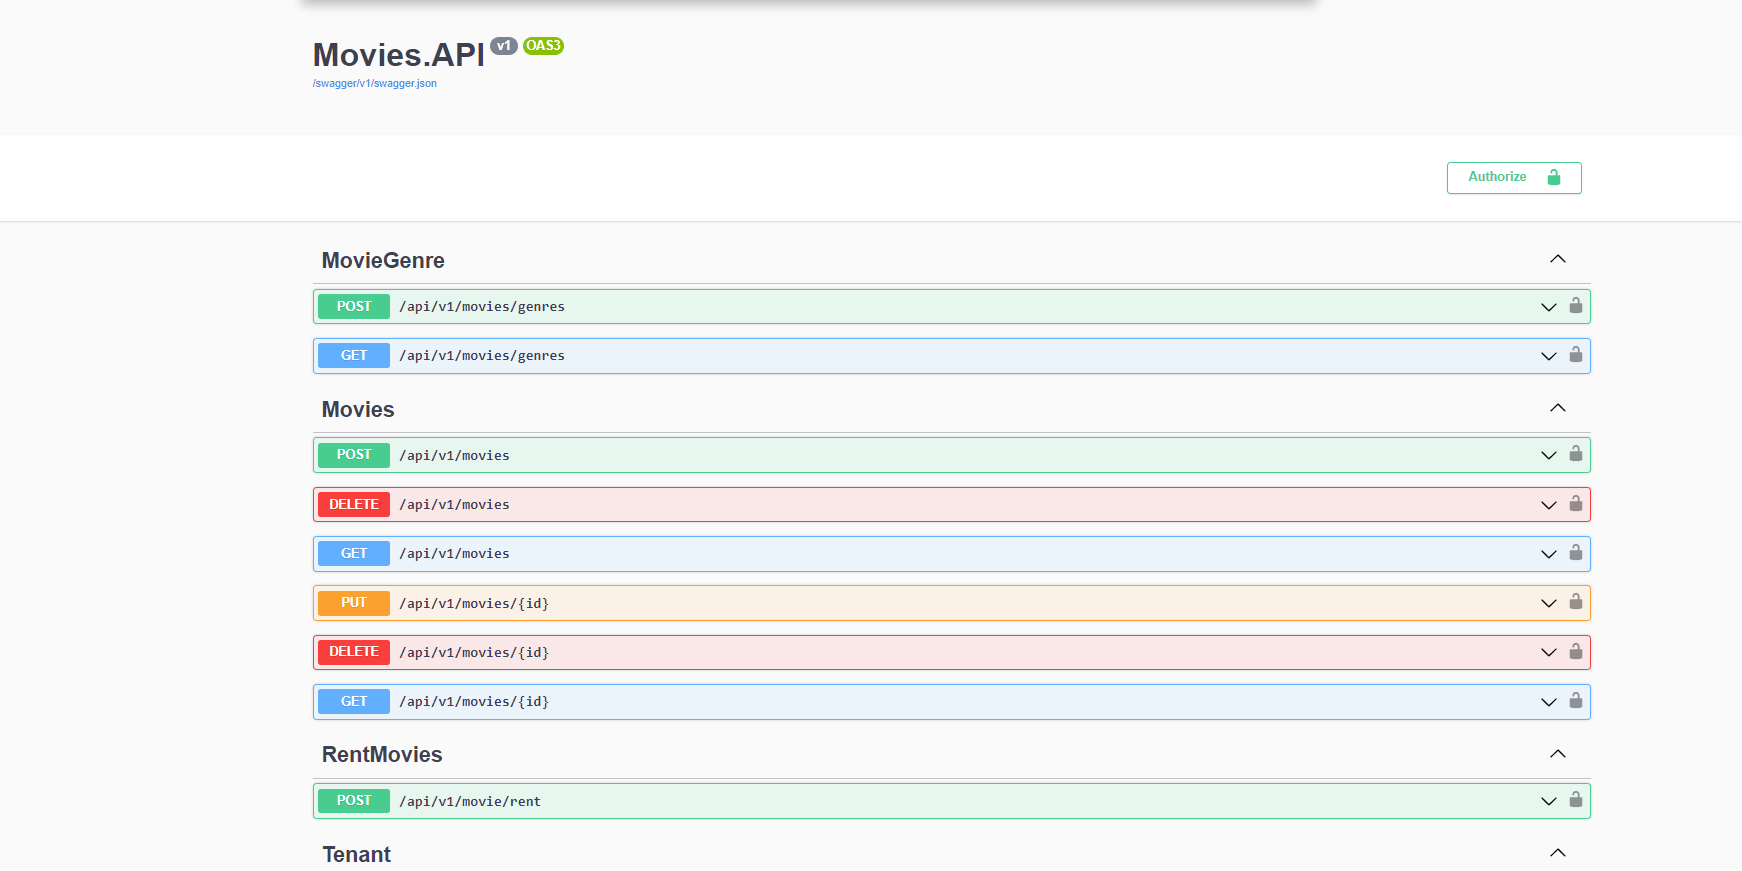 Movies.API v1 OAS3
/swagger/v1/swagger.json
Authorize
MovieGenre
POST /api/v1/movies/genres
GET /api/v1/movies/genres
Movies
POST /api/v1/movies
DELETE /api/v1/movies
GET /api/v1/movies
PUT /api/v1/movies/{id}
DELETE /api/v1/movies/{id}
GET /api/v1/movies/{id}
RentMovies
POST /api/v1/movie/rent
Tenant